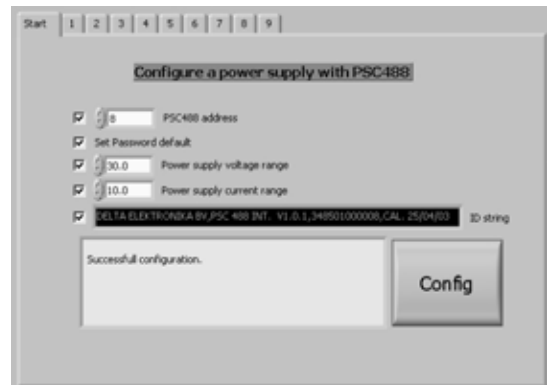 Start 1 2 3 4 5 6 7 8 9
Configure a power supply with PSC488
8 PSC488 address
Set Password default
30.0 Power supply voltage range
10.0 Power supply current range
DELTA ELEKTRONIKA BV,PSC 488 INT. V1.0.1,348501000008,CAL. 25/04/03 ID string
Successfull configuration.
Config